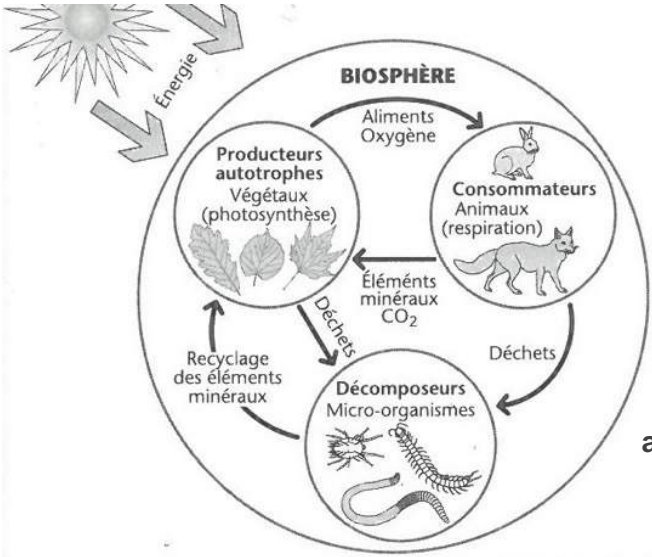 Énergie
BIOSPHÈRE
Aliments
Oxygène
Producteurs
autotrophes
Végétaux
(photosynthèse)
Consommateurs
Animaux
(respiration)
Éléménts
minéraux
CO₂
Déchets
Déchets
Recyclage
des éléments
minéraux
Décomposeurs
Micro-organismes
a